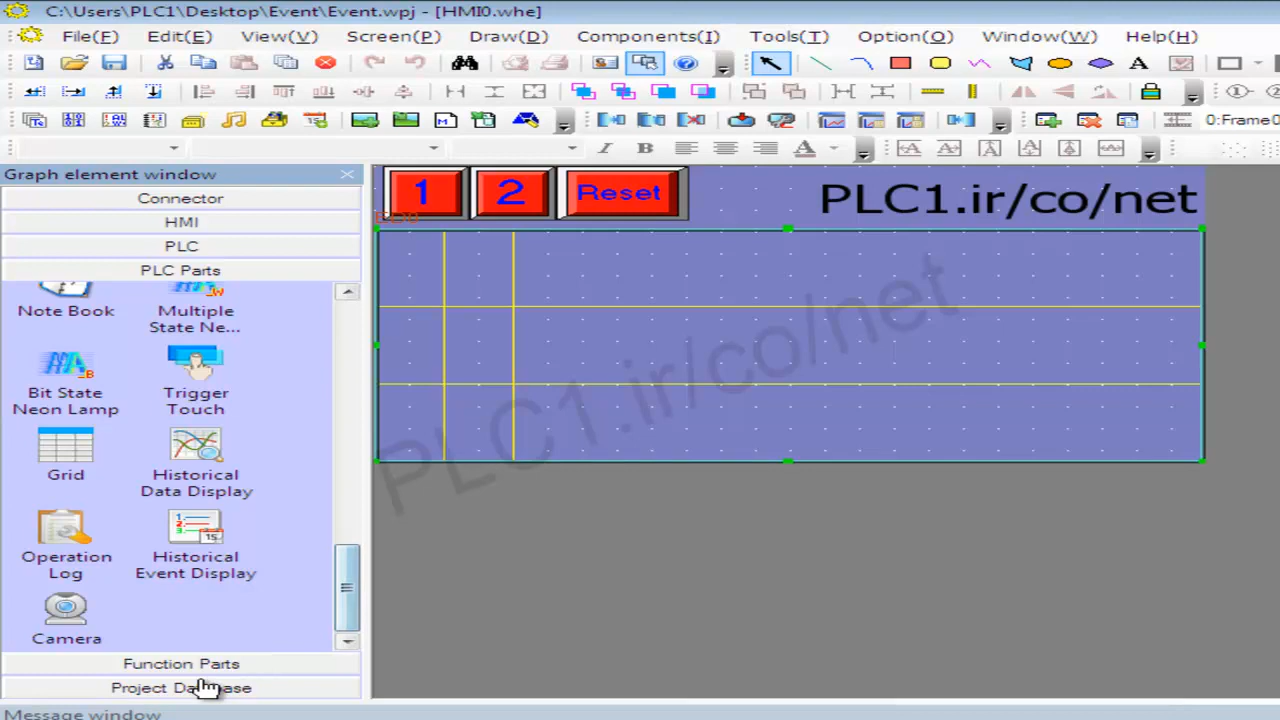 C:\Users\PLC1\Desktop\Event\Event.wpj - [HMI0.whe]
File(F) Edit(E) View(V) Screen(P) Draw(D) Components(I) Tools(T) Option(O) Window(W) Help(H)
0:Frame0
Graph element window
Connector
HMI
PLC
PLC Parts
Note Book
Multiple
State Ne...
Bit State
Neon Lamp
Trigger
Touch
Grid
Historical
Data Display
Operation
Log
Historical
Event Display
Camera
Function Parts
Message window
1 2 Reset
PLC1.ir/co/net
PLC1.ir/co/net